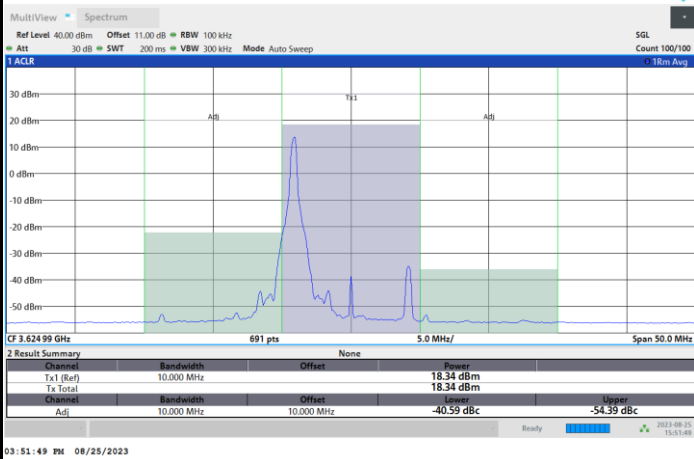 MultiView Spectrum
Ref Level 40.00 dBm Offset 11.00 dB RBW 100 kHz SGL
Att 30 dB SWT 200 ms VBW 300 kHz Mode Auto Sweep Count 100/100
1 ACLR 1Rm Avg
30 dBm
Tx1
20 dBm
Adj Adj
10 dBm
0 dBm
-10 dBm
-20 dBm
-30 dBm
-40 dBm
-50 dBm
CF 3.624 99 GHz 691 pts 5.0 MHz/ Span 50.0 MHz
2 Result Summary None
Channel Bandwidth Offset Power
Tx1 (Ref) 10.000 MHz 18.34 dBm
Tx Total 18.34 dBm
Channel Bandwidth Offset Lower Upper
Adj 10.000 MHz 10.000 MHz -40.59 dBc -54.39 dBc
Ready 2023-08-25
15:51:49
03:51:49 PM 08/25/2023